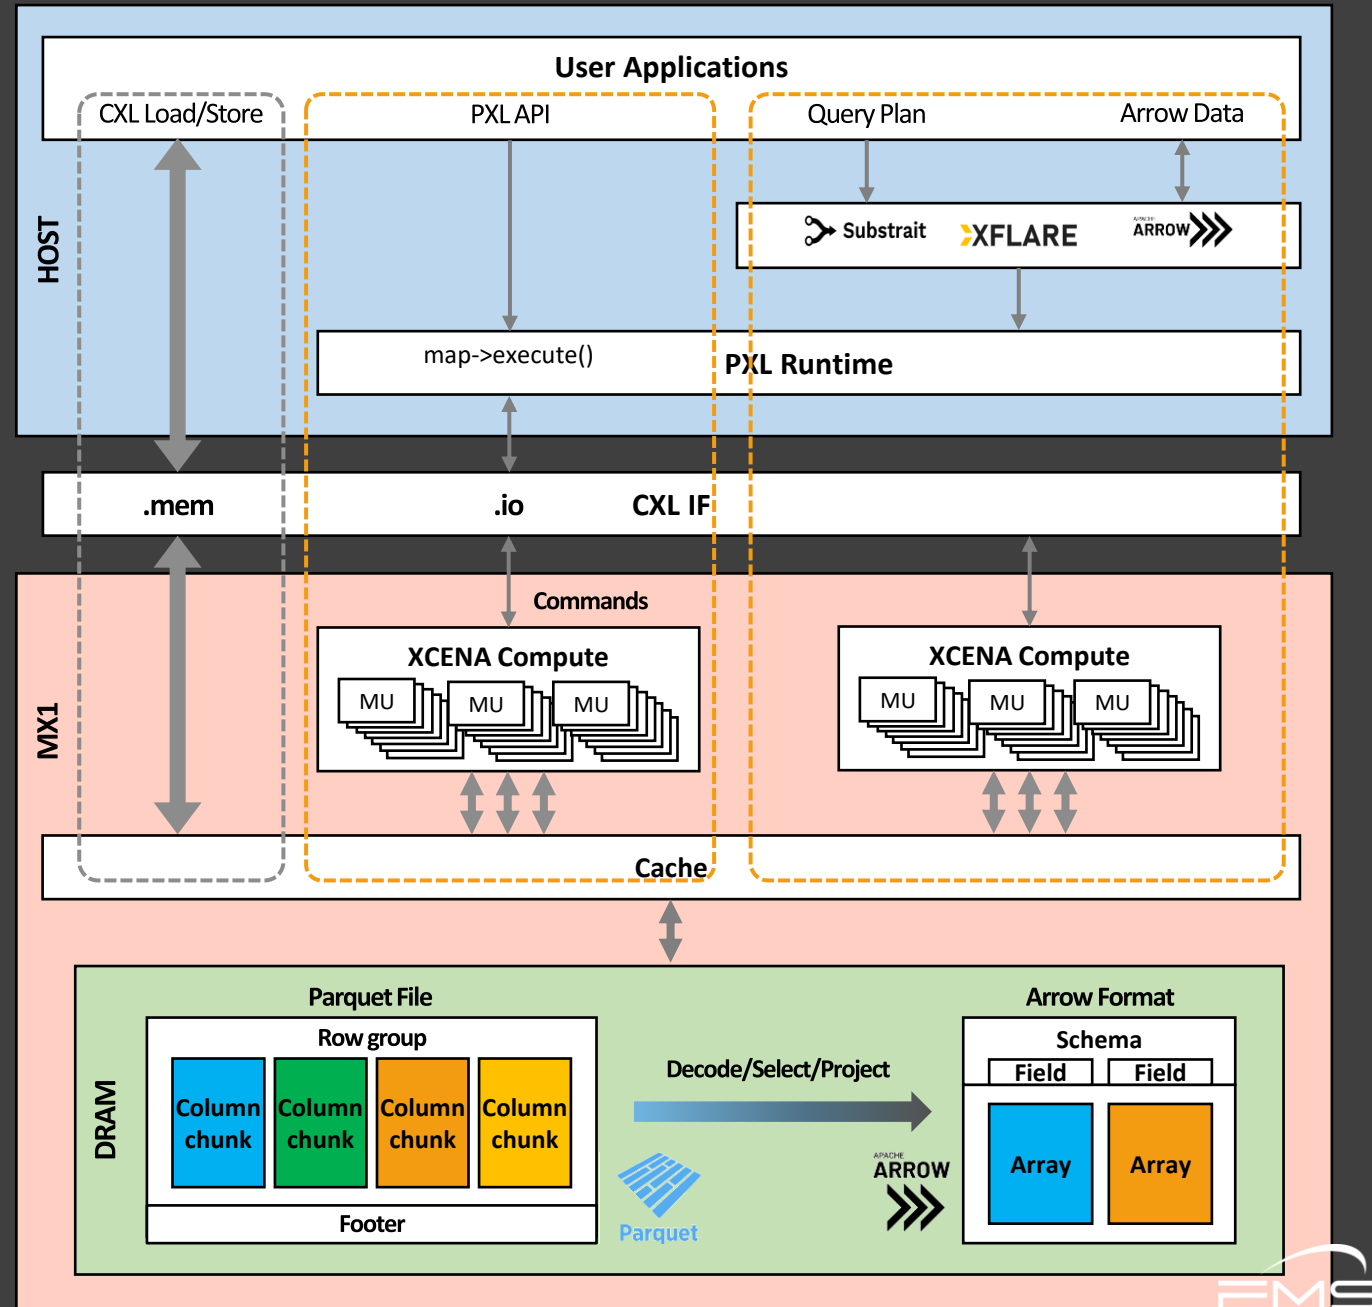 User Applications
CXL Load/Store
PXL API
Query Plan
Arrow Data
HOST
Substrait
XFLARE
APACHE
ARROW
map->execute()
PXL Runtime
.mem
.io
CXL IF
MX1
Commands
XCENA Compute
MU
MU
MU
XCENA Compute
MU
MU
MU
Cache
DRAM
Parquet File
Row group
Column
chunk
Column
chunk
Column
chunk
Column
chunk
Footer
Decode/Select/Project
Parquet
APACHE
ARROW
Arrow Format
Schema
Field
Field
Array
Array
FMS